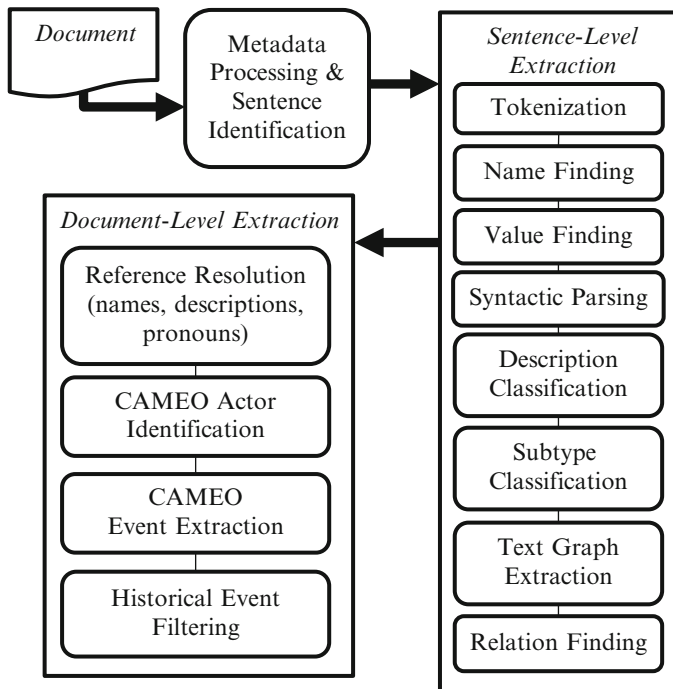 Document
Metadata
Processing &
Sentence
Identification
Sentence-Level
Extraction
Tokenization
Name Finding
Value Finding
Syntactic Parsing
Description
Classification
Subtype
Classification
Text Graph
Extraction
Relation Finding
Document-Level Extraction
Reference Resolution
(names, descriptions,
pronouns)
CAMEO Actor
Identification
CAMEO
Event Extraction
Historical Event
Filtering